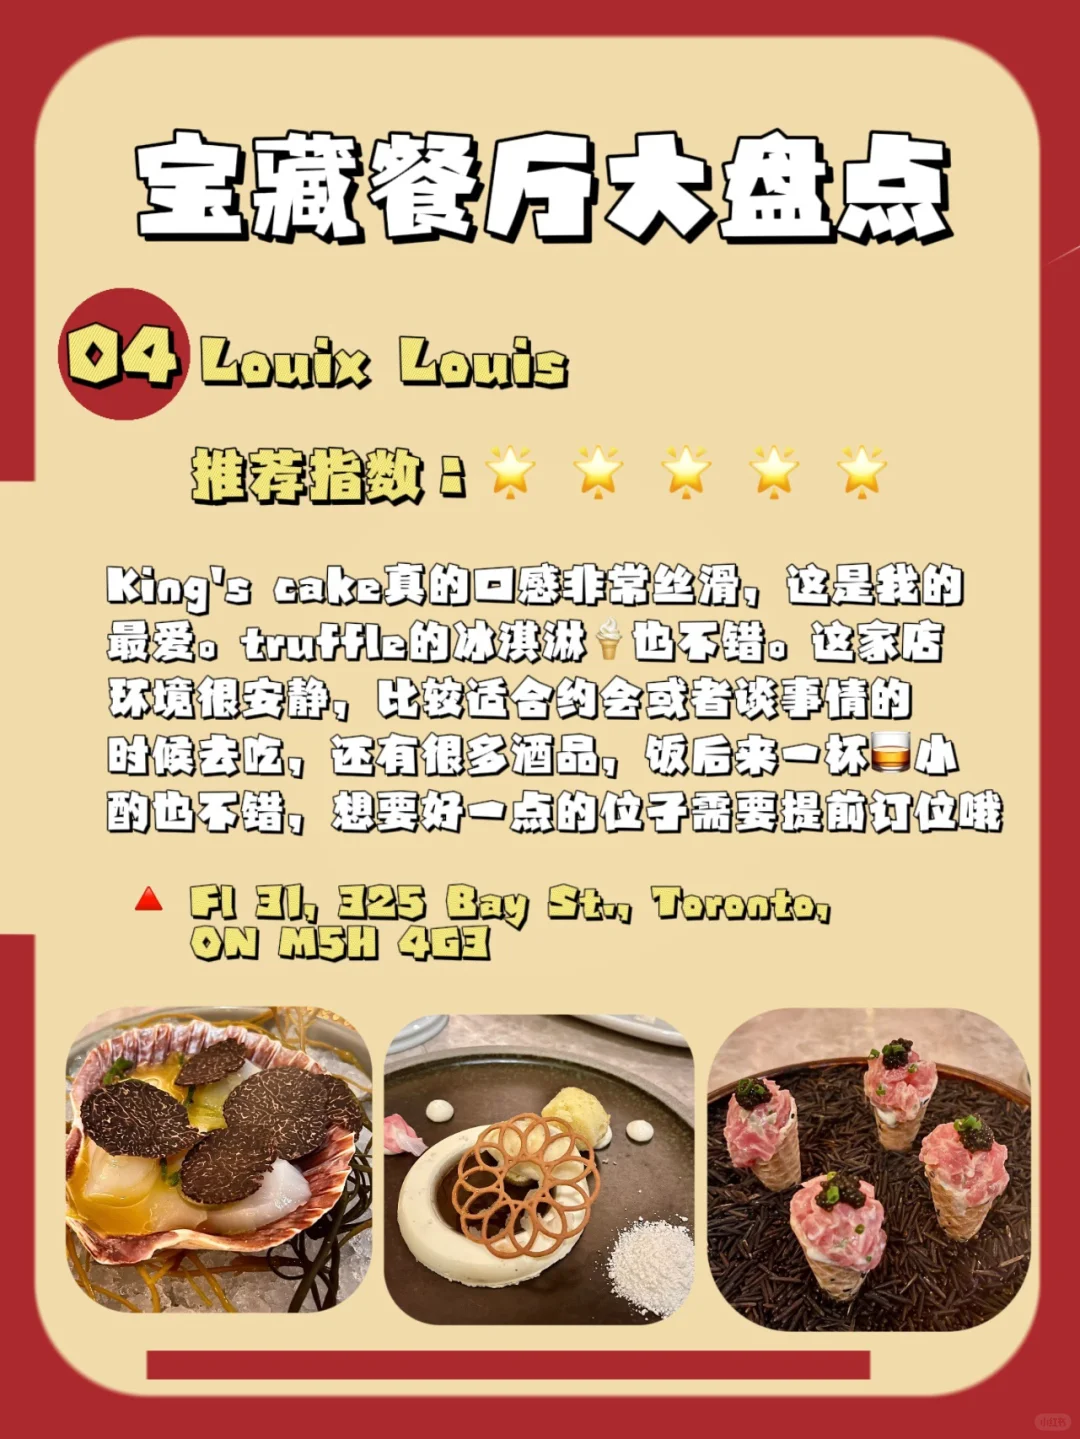 宝藏餐厅大盘点
04 Louix Louis
推荐指数：🌟 🌟 🌟 🌟 🌟
King's cake真的口感非常丝滑，这是我的
最爱。truffle的冰淇淋🍦也不错。这家店
环境很安静，比较适合约会或者谈事情的
时候去吃，还有很多酒品，饭后来一杯🥃小
酌也不错，想要好一点的位子需要提前订位哦
🔺 Fl 31, 325 Bay St., Toronto,
ON M5H 4G3
小红书